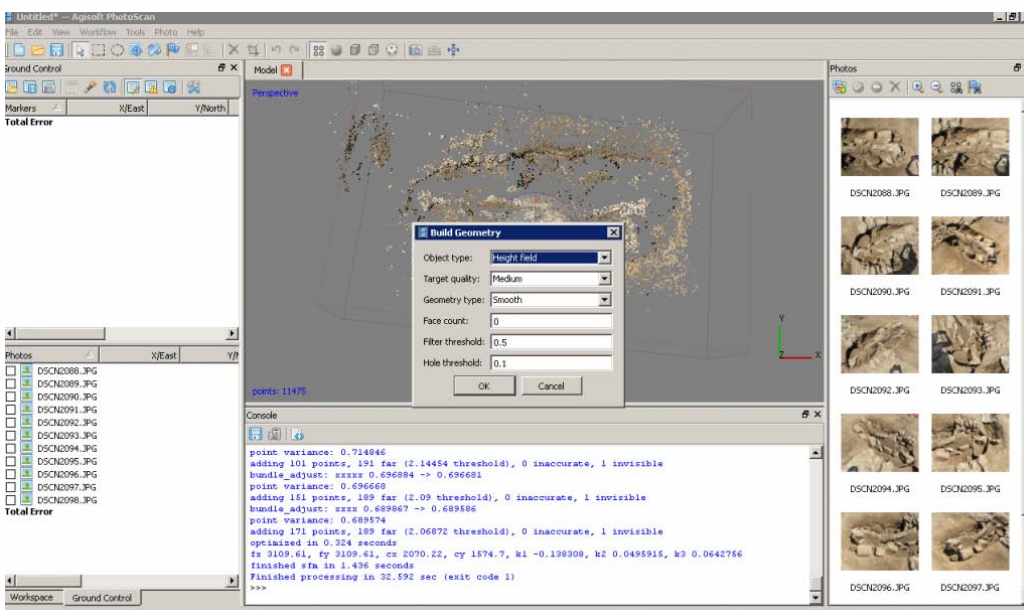 Untitled* — Agisoft PhotoScan
File Edit View Workflow Tools Photo Help
Ground Control
Markers X/East Y/North
Total Error
Photos X/East Y/N
DSCN2088.JPG
DSCN2089.JPG
DSCN2090.JPG
DSCN2091.JPG
DSCN2092.JPG
DSCN2093.JPG
DSCN2094.JPG
DSCN2095.JPG
DSCN2096.JPG
DSCN2097.JPG
DSCN2098.JPG
Total Error
Workspace Ground Control
Model
Perspective
points: 11475
Y
Z X
Build Geometry
Object type: Height field
Target quality: Medium
Geometry type: Smooth
Face count: 0
Filter threshold: 0.5
Hole threshold: 0.1
OK Cancel
Console
point variance: 0.714846
adding 101 points, 191 far (2.14454 threshold), 0 inaccurate, 1 invisible
bundle_adjust: xxxxx 0.696884 -> 0.696681
point variance: 0.696668
adding 151 points, 189 far (2.09 threshold), 0 inaccurate, 1 invisible
bundle_adjust: xxxx 0.689867 -> 0.689586
point variance: 0.689574
adding 171 points, 189 far (2.06872 threshold), 0 inaccurate, 1 invisible
optimized in 0.324 seconds
fx 3109.61, fy 3109.61, cx 2070.22, cy 1574.7, k1 -0.138308, k2 0.0495915, k3 0.0642756
finished sfm in 1.436 seconds
Finished processing in 32.592 sec (exit code 1)
>>>
Photos
DSCN2088.JPG DSCN2089.JPG
DSCN2090.JPG DSCN2091.JPG
DSCN2092.JPG DSCN2093.JPG
DSCN2094.JPG DSCN2095.JPG
DSCN2096.JPG DSCN2097.JPG